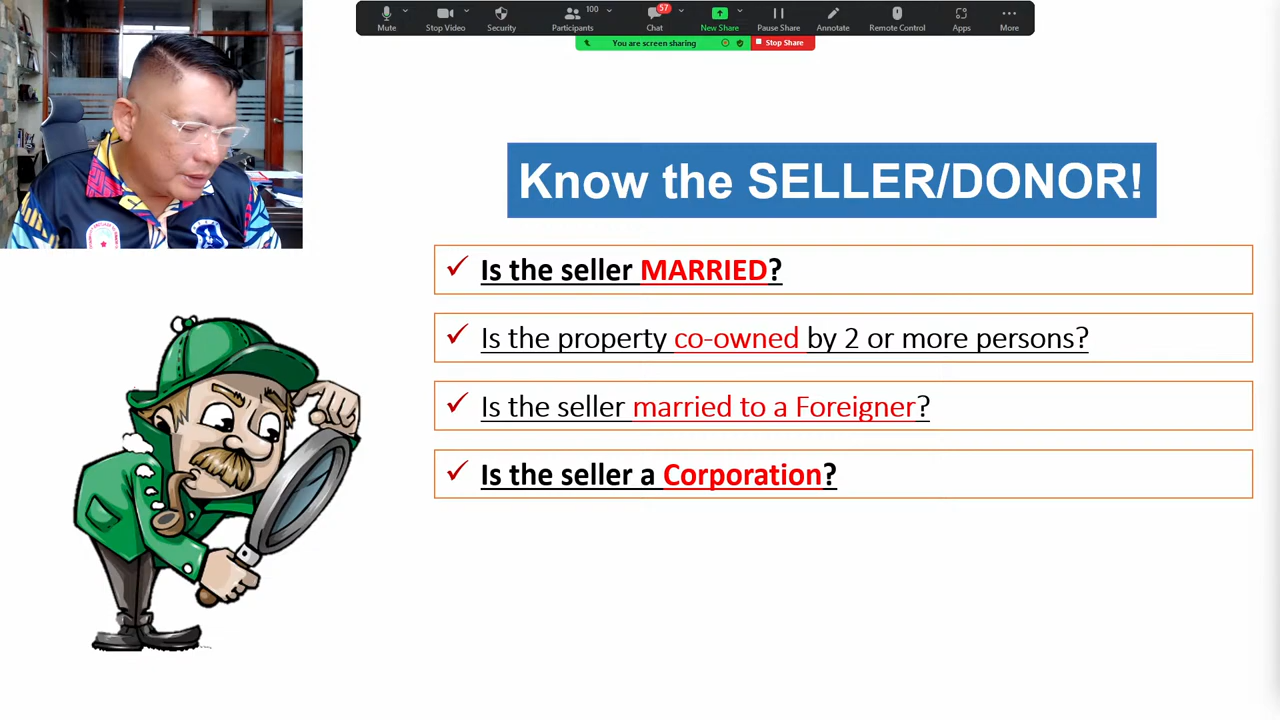 100
57
Mute
Stop Video
Security
Participants
Chat
New Share
Pause Share
Annotate
Remote Control
Apps
More
You are screen sharing
Stop Share
Know the SELLER/DONOR!
Is the seller MARRIED?
Is the property co-owned by 2 or more persons?
Is the seller married to a Foreigner?
Is the seller a Corporation?